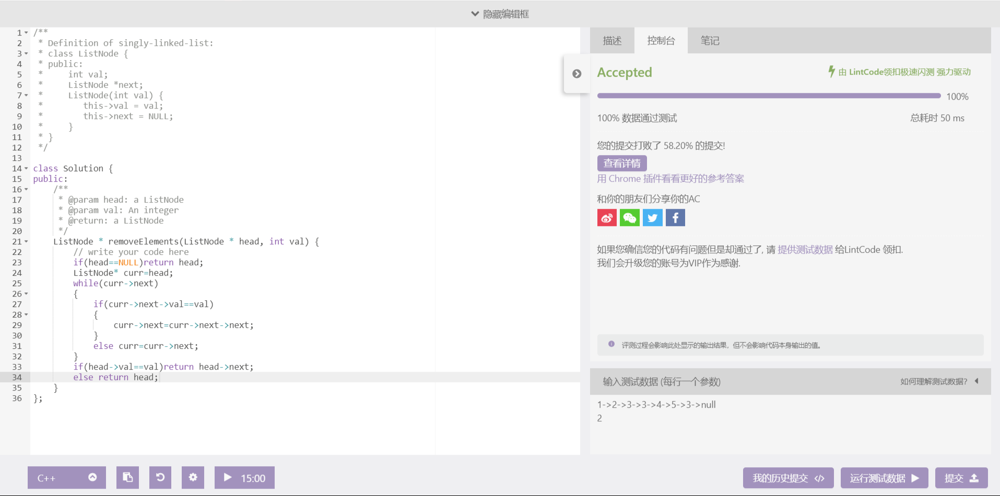 隐藏编辑框
1 /**
2  * Definition of singly-linked-list:
3  * class ListNode {
4  * public:
5  *     int val;
6  *     ListNode *next;
7  *     ListNode(int val) {
8  *        this->val = val;
9  *        this->next = NULL;
10  *     }
11  * }
12  */
13
14 class Solution {
15 public:
16     /**
17      * @param head: a ListNode
18      * @param val: An integer
19      * @return: a ListNode
20      */
21     ListNode * removeElements(ListNode * head, int val) {
22         // write your code here
23         if(head==NULL)return head;
24         ListNode* curr=head;
25         while(curr->next)
26         {
27             if(curr->next->val==val)
28             {
29                 curr->next=curr->next->next;
30             }
31             else curr=curr->next;
32         }
33         if(head->val==val)return head->next;
34         else return head;
35     }
36 };
描述 控制台 笔记
Accepted 由 LintCode领扣极速闪测 强力驱动
100%
100% 数据通过测试 总耗时 50 ms
您的提交打败了 58.20% 的提交!
查看详情
用 Chrome 插件看看更好的参考答案
和你的朋友们分享你的AC
如果您确信您的代码有问题但是却通过了, 请 提供测试数据 给LintCode 领扣.
我们会升级您的账号为VIP作为感谢.
评测过程会影响此处显示的输出结果，但不会影响代码本身输出的值。
输入测试数据 (每行一个参数) 如何理解测试数据?
1->2->3->3->4->5->3->null
2
C++ 15:00 我的历史提交 </> 运行测试数据 提交